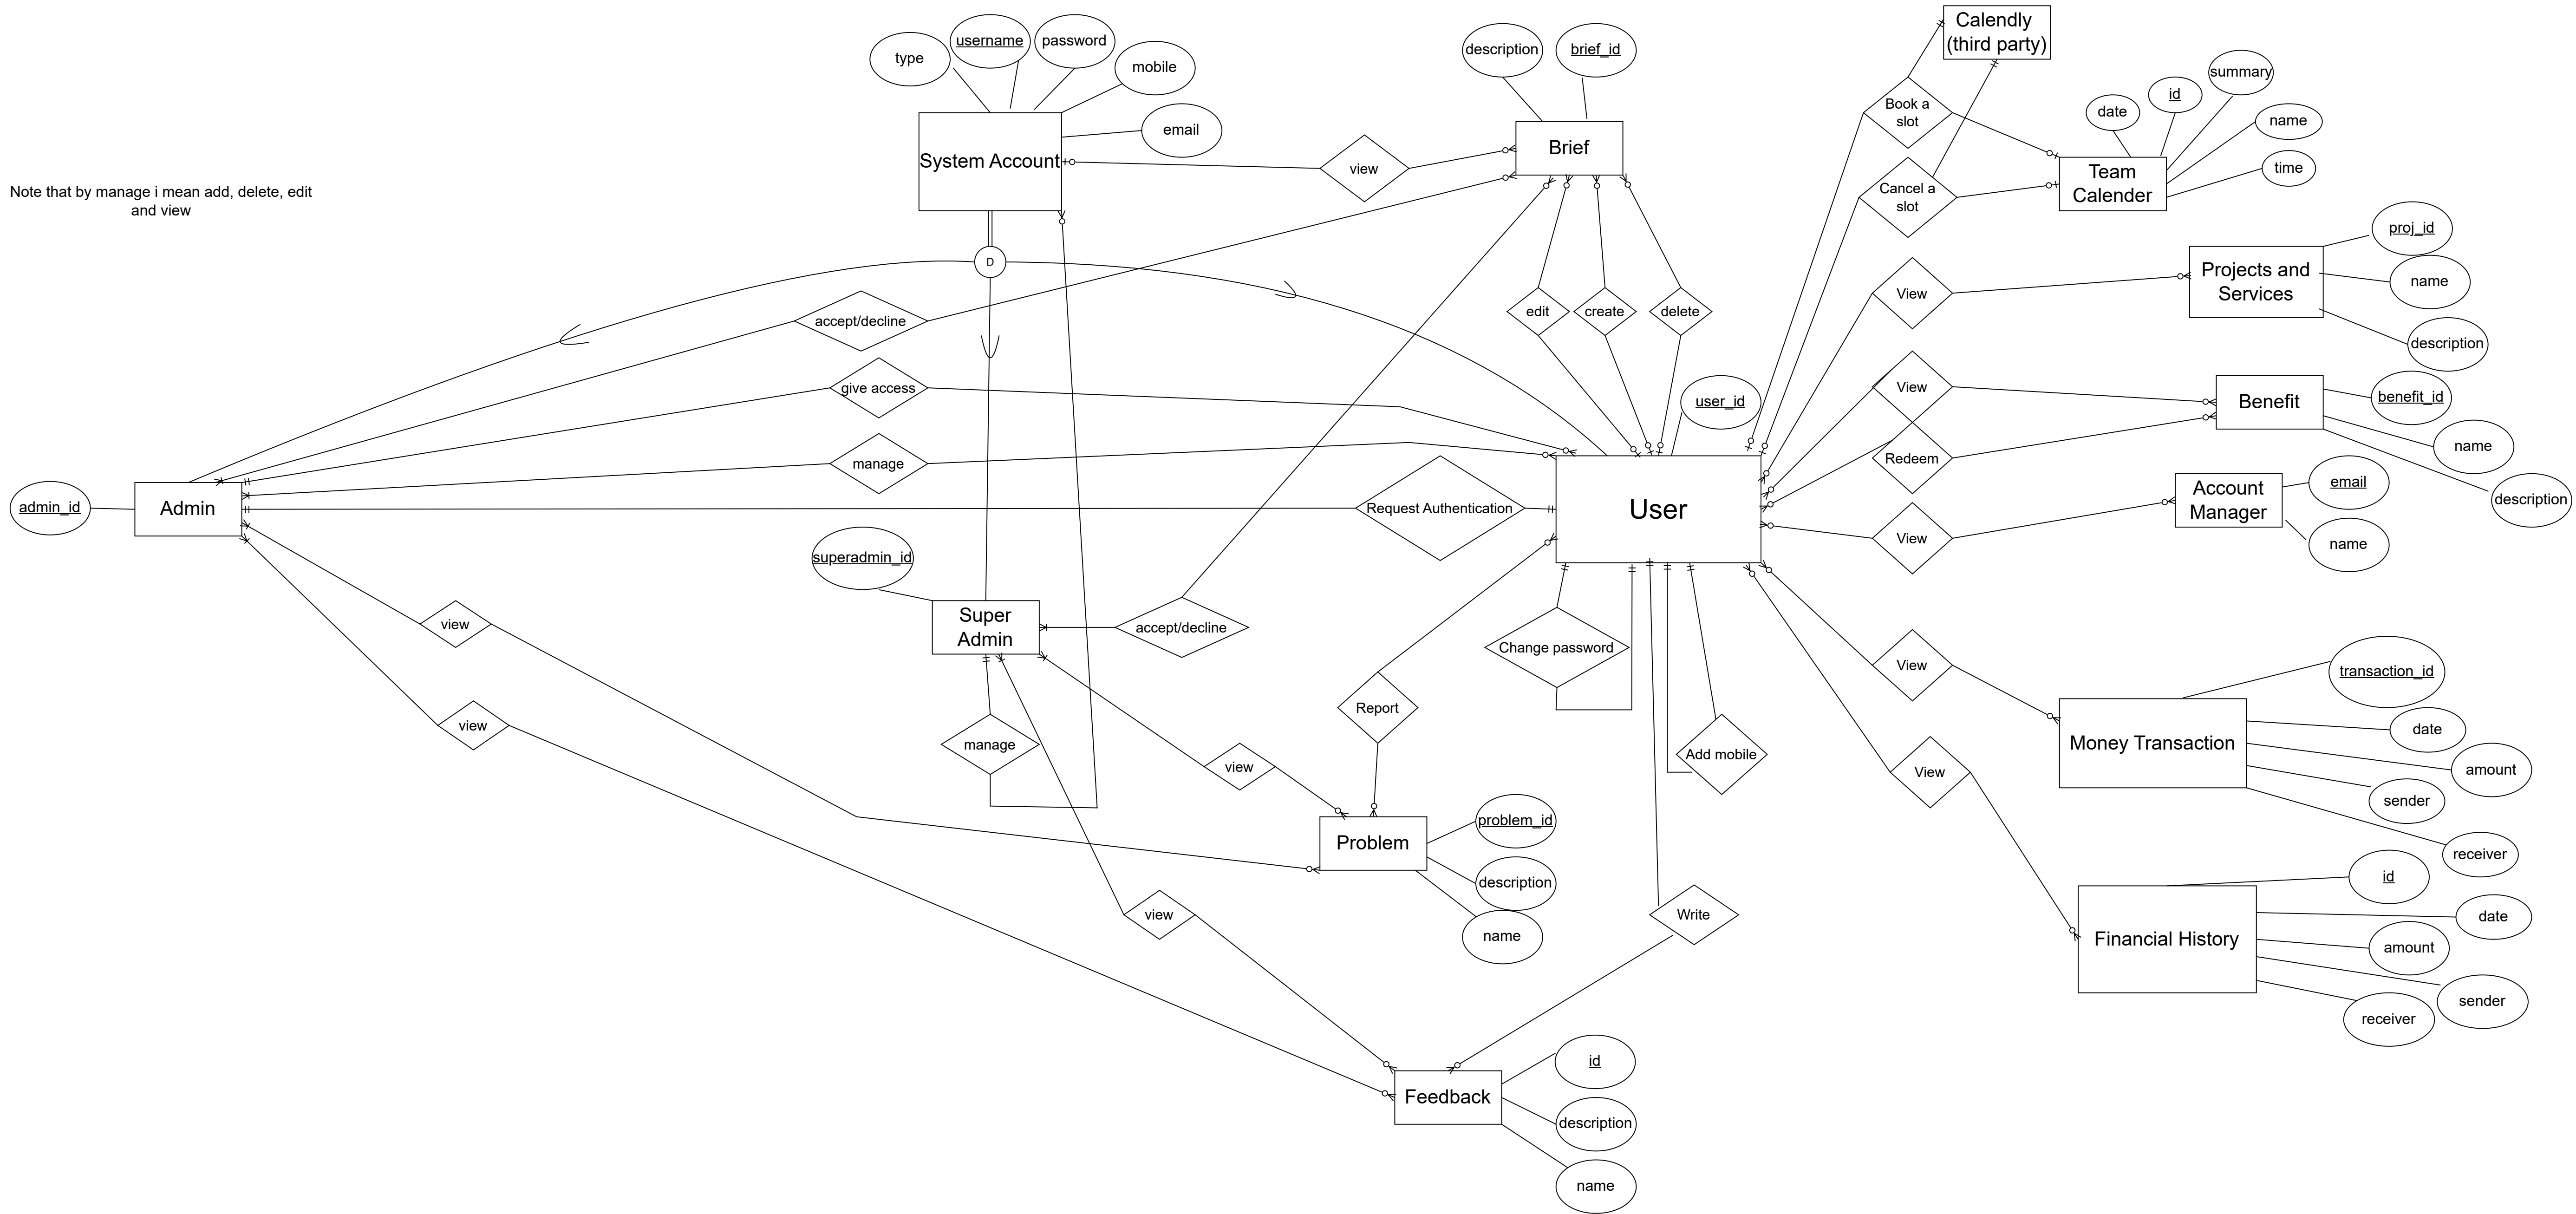 Calendly
(third party)
type
username
password
mobile
email
System Account
description
brief_id
Brief
view
Book a
slot
Cancel a
slot
date
id
summary
name
time
Team
Calender
Note that by manage i mean add, delete, edit
and view
D
accept/decline
give access
manage
edit
create
delete
user_id
View
Projects and
Services
proj_id
name
description
View
Redeem
Benefit
benefit_id
name
description
View
Account
Manager
email
name
admin_id
Admin
Request Authentication
User
superadmin_id
Super
Admin
accept/decline
view
view
manage
view
view
Report
Change password
Add mobile
Write
Problem
problem_id
description
name
View
Money Transaction
transaction_id
date
amount
sender
receiver
View
Financial History
id
date
amount
sender
receiver
Feedback
id
description
name